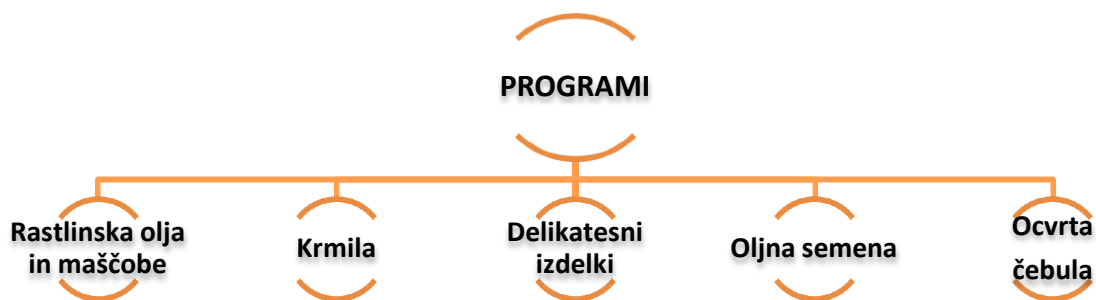 PROGRAMI
Rastlinska olja
in maščobe
Krmila
Delikatesni
izdelki
Oljna semena
Ocvrta
čebula